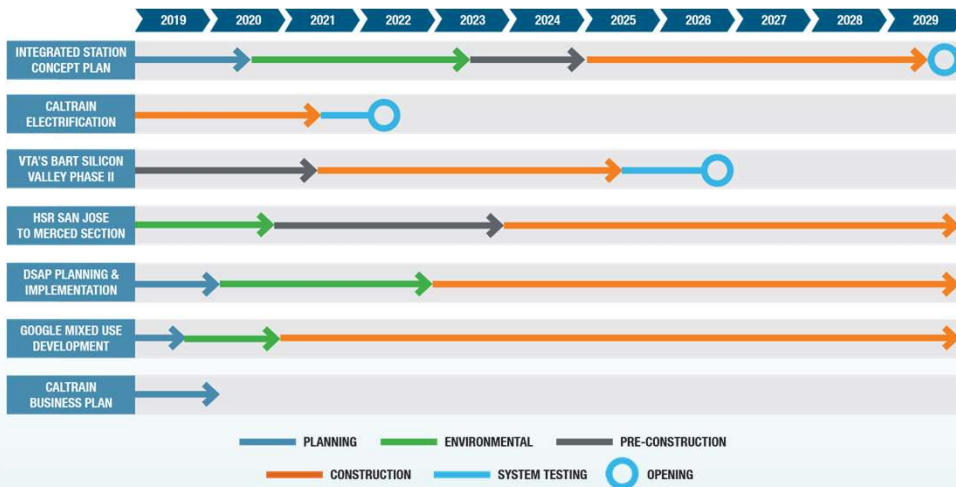 2019 2020 2021 2022 2023 2024 2025 2026 2027 2028 2029
INTEGRATED STATION
CONCEPT PLAN
CALTRAIN
ELECTRIFICATION
VTA'S BART SILICON
VALLEY PHASE II
HSR SAN JOSE
TO MERCED SECTION
DSAP PLANNING &
IMPLEMENTATION
GOOGLE MIXED USE
DEVELOPMENT
CALTRAIN
BUSINESS PLAN
PLANNING ENVIRONMENTAL PRE-CONSTRUCTION
CONSTRUCTION SYSTEM TESTING OPENING